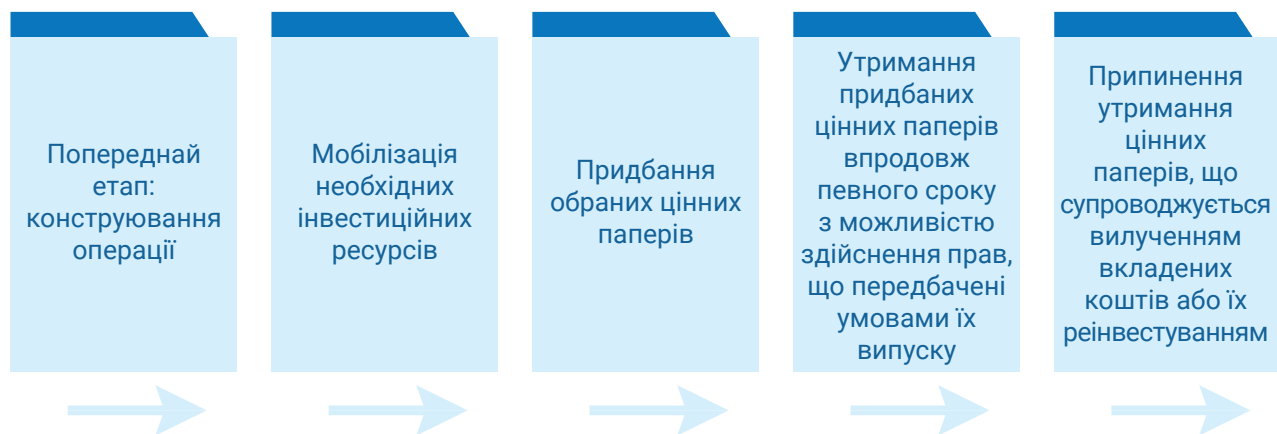 Попереднай
етап:
конструювання
операції
Мобілізація
необхідних
інвестиційних
ресурсів
Придбання
обраних цінних
паперів
Утримання
придбаних
цінних паперів
впродовж
певного сроку
з можливістю
здійснення прав,
що передбачені
умовами їх
випуску
Припинення
утримання
цінних
паперів, що
супроводжується
вилученням
вкладених
коштів або їх
реінвестуванням